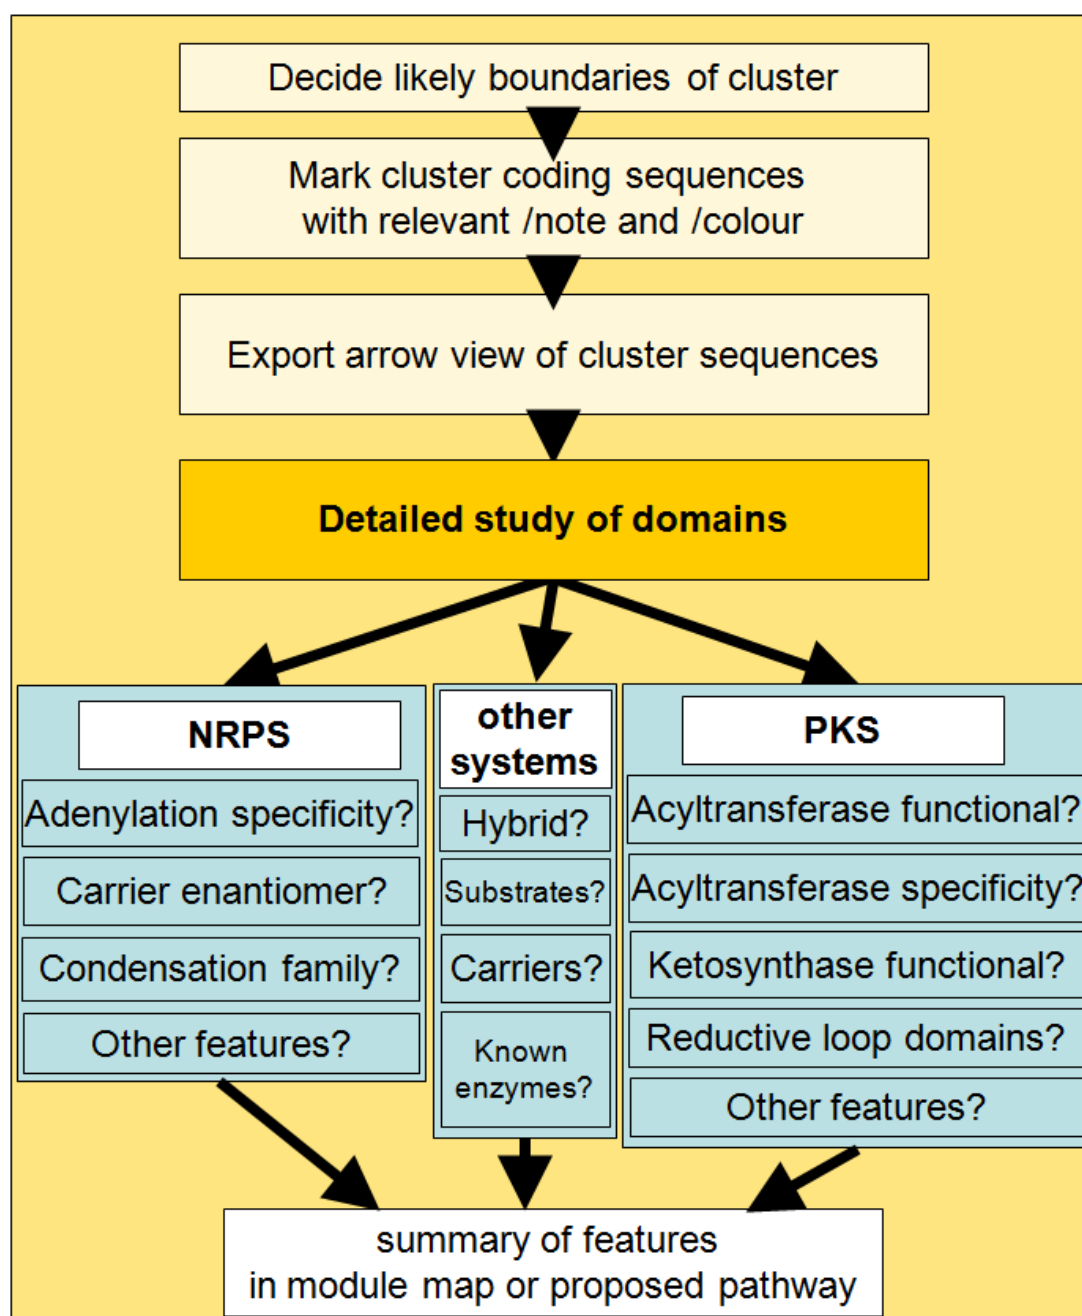 Decide likely boundaries of cluster
Mark cluster coding sequences
with relevant /note and /colour
Export arrow view of cluster sequences
Detailed study of domains
NRPS
Adenylation specificity?
Carrier enantiomer?
Condensation family?
Other features?
other
systems
Hybrid?
Substrates?
Carriers?
Known
enzymes?
PKS
Acyltransferase functional?
Acyltransferase specificity?
Ketosynthase functional?
Reductive loop domains?
Other features?
summary of features
in module map or proposed pathway